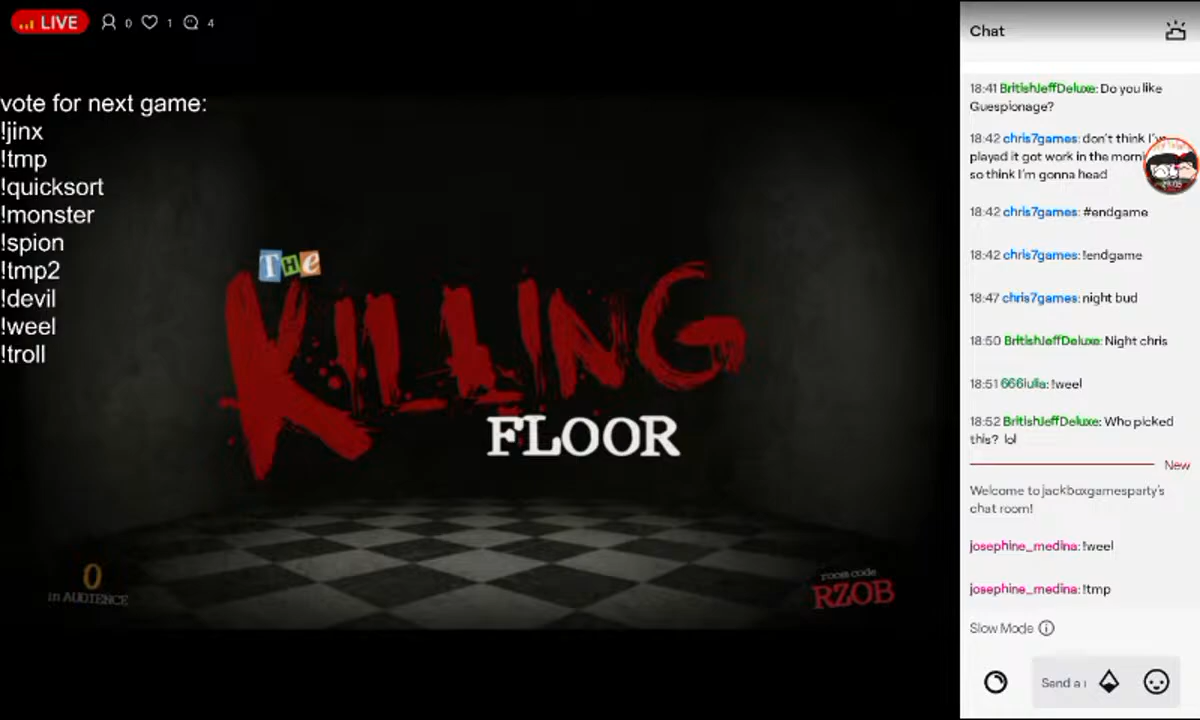 LIVE 0 1 4
vote for next game:
!jinx
!tmp
!quicksort
!monster
!spion
!tmp2
!devil
!weel
!troll
THe
KILLING
FLOOR
0
in AUDIENCE
room code
RZOB
Chat
18:41 BritishJeffDeluxe: Do you like
Guesspionage?
18:42 chris7games: don't think I've
played it got work in the morni
so think I'm gonna head
18:42 chris7games: #endgame
18:42 chris7games: !endgame
18:47 chris7games: night bud
18:50 BritishJeffDeluxe: Night chris
18:51 666lulla: !weel
18:52 BritishJeffDeluxe: Who picked
this? lol
New
Welcome to jackboxgamesparty's
chat room!
josephine_medina: !weel
josephine_medina: !tmp
Slow Mode
Send a